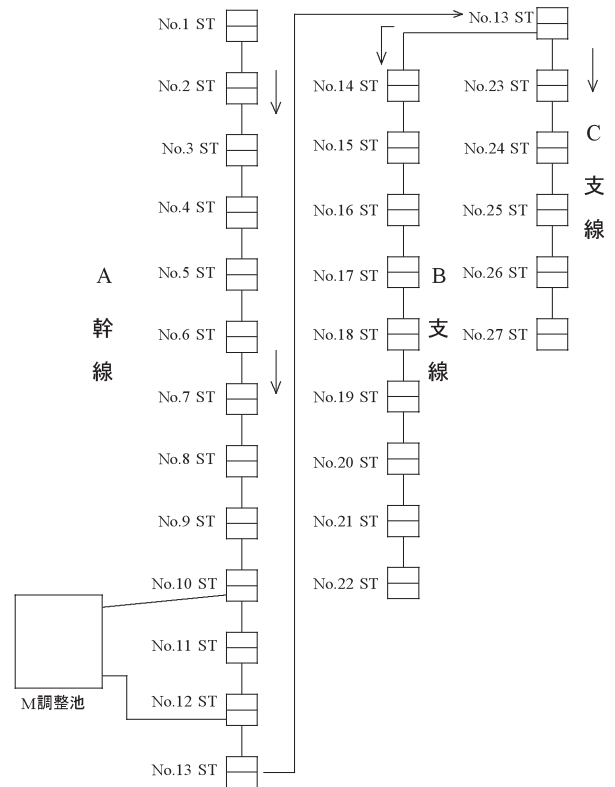 No.1 ST
No.2 ST
No.3 ST
No.4 ST
No.5 ST
No.6 ST
No.7 ST
No.8 ST
No.9 ST
No.10 ST
No.11 ST
No.12 ST
No.13 ST
A
幹
線
M調整池
No.13 ST
No.14 ST
No.15 ST
No.16 ST
No.17 ST
No.18 ST
No.19 ST
No.20 ST
No.21 ST
No.22 ST
B
支
線
No.23 ST
No.24 ST
No.25 ST
No.26 ST
No.27 ST
C
支
線